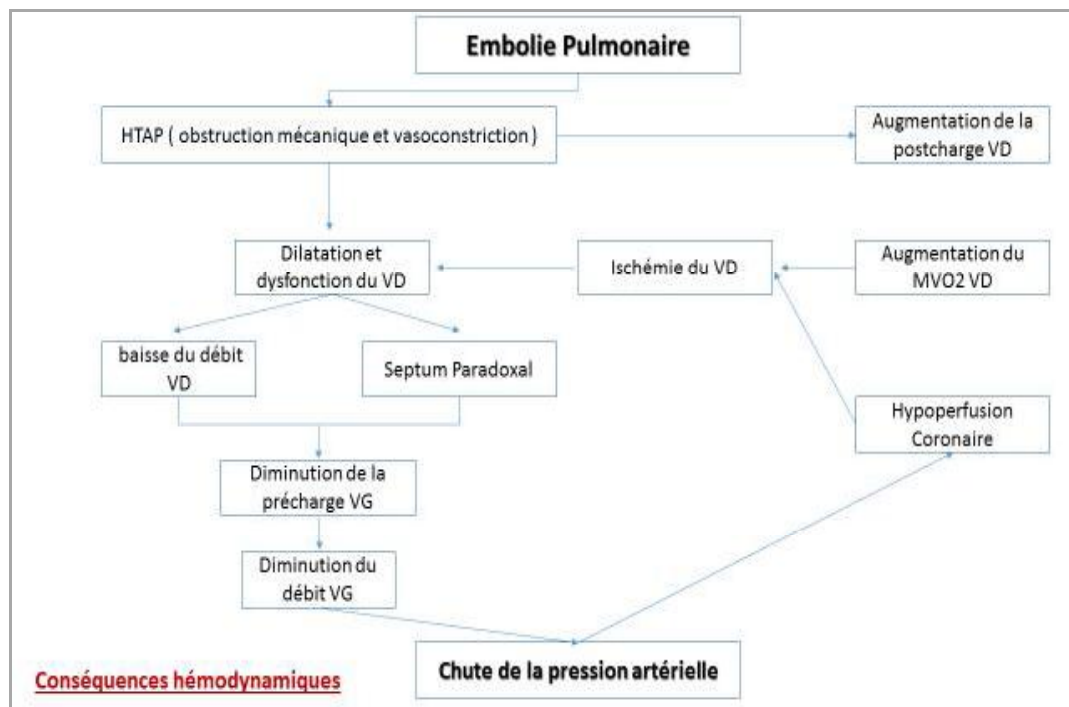 Embolie Pulmonaire
HTAP ( obstruction mécanique et vasoconstriction )
Augmentation de la
postcharge VD
Dilatation et
dysfonction du VD
Ischémie du VD
Augmentation du
MVO2 VD
baisse du débit
VD
Septum Paradoxal
Hypoperfusion
Coronaire
Diminution de la
précharge VG
Diminution du
débit VG
Chute de la pression artérielle
Conséquences hémodynamiques